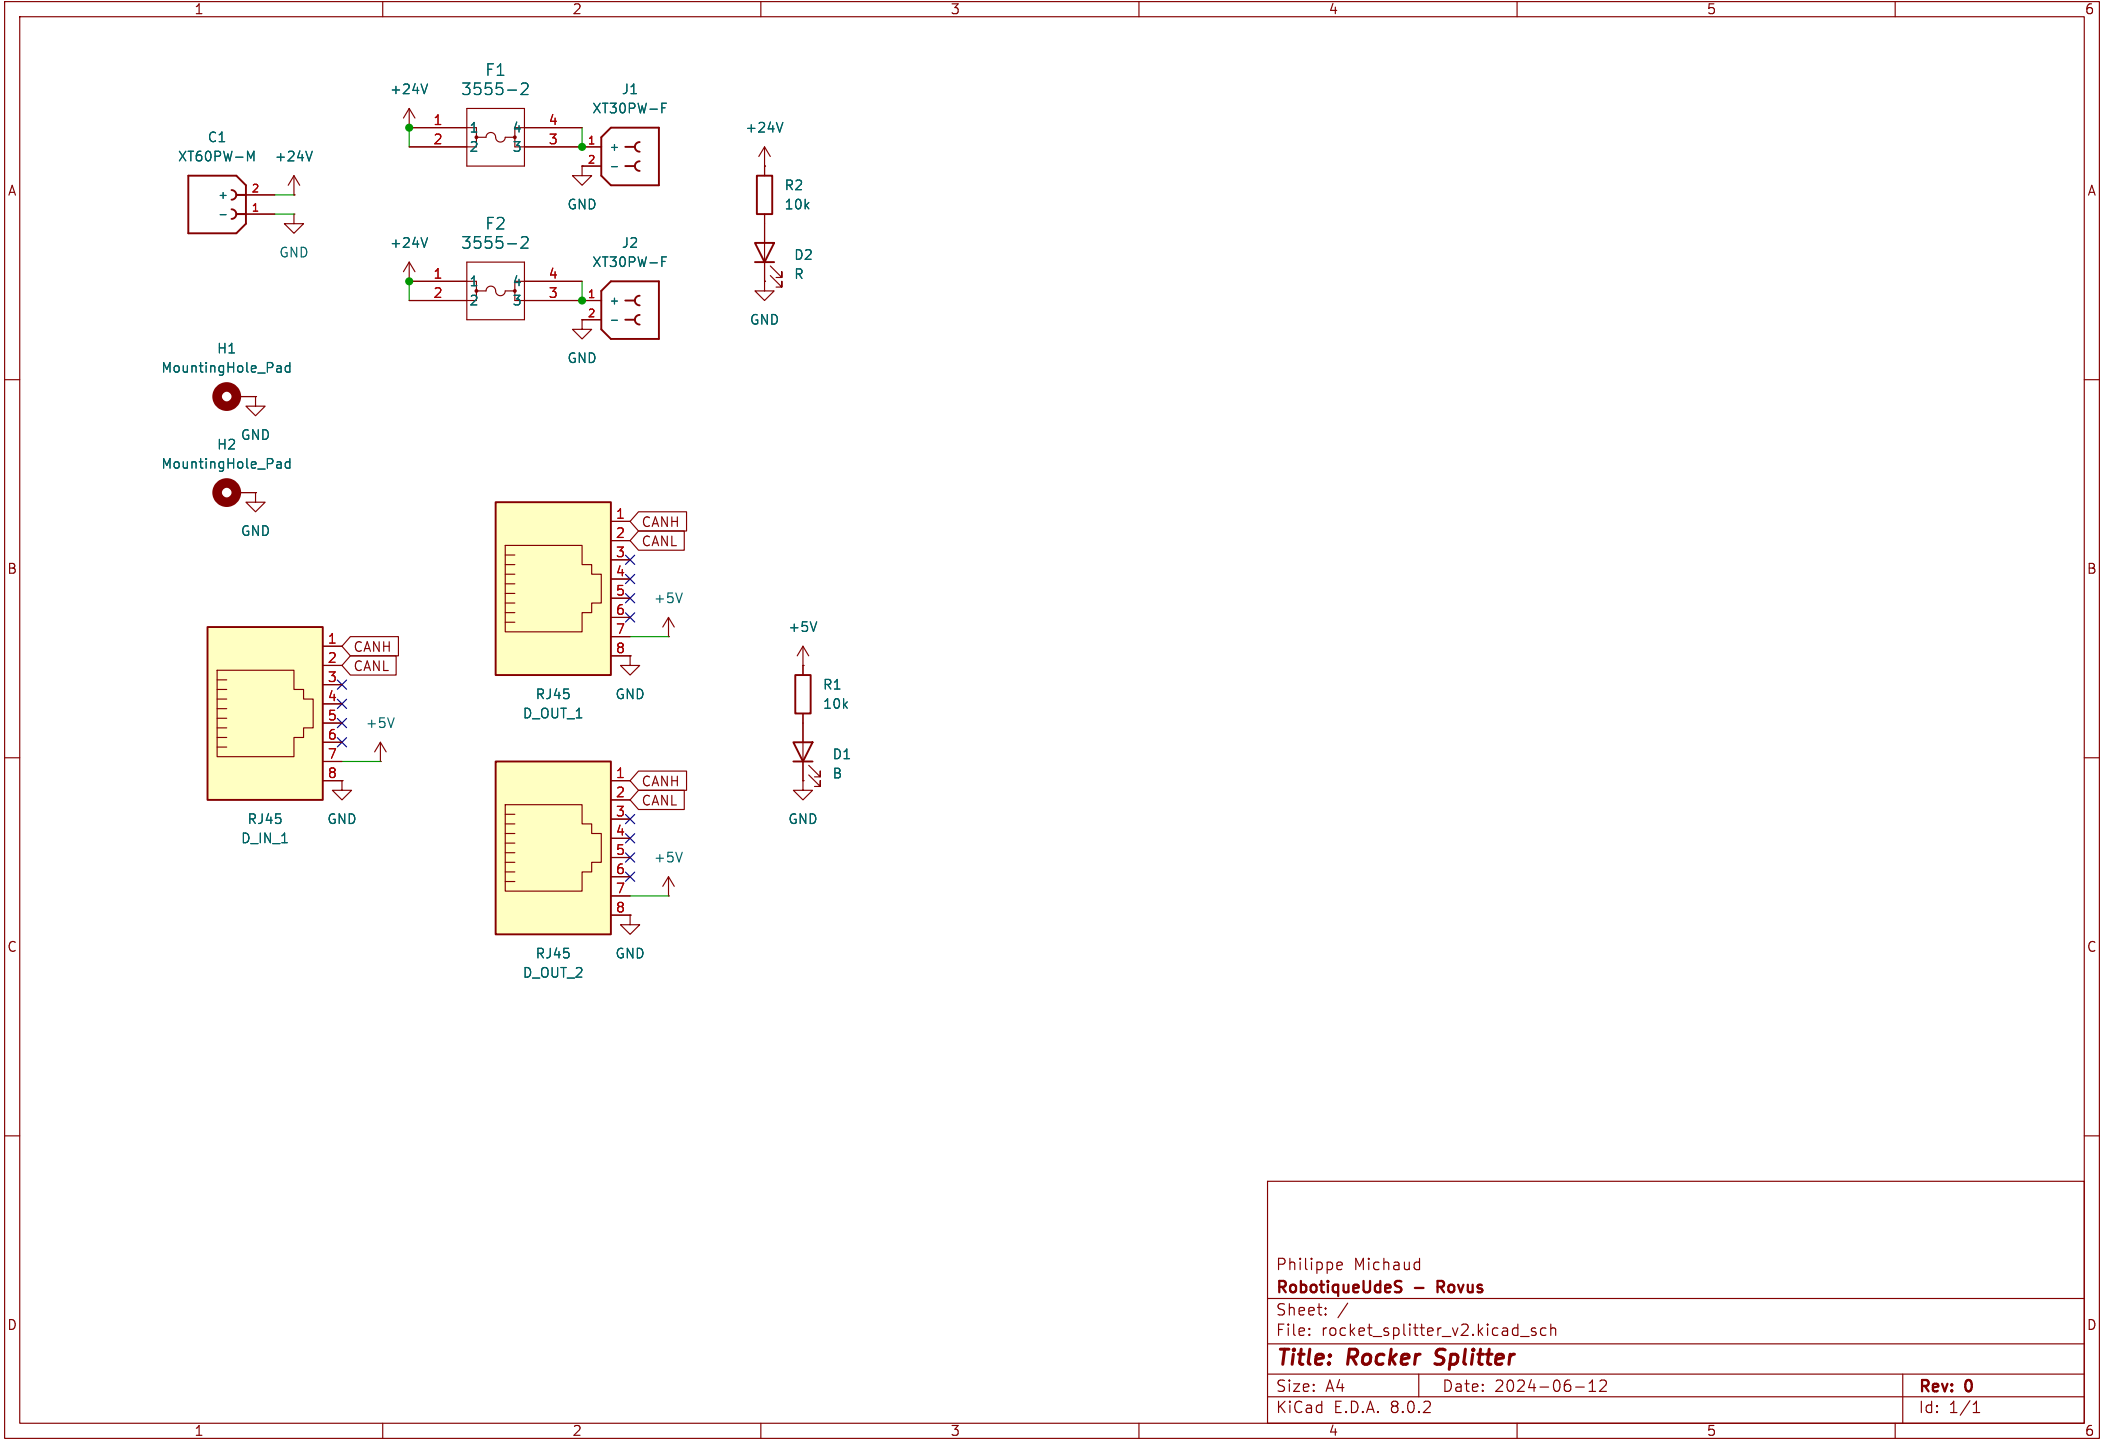 1 2 3 4 5 6
A
B
C
D
A
B
C
D
C1
XT60PW-M
+24V
+
-
2
1
GND
+24V
F1
3555-2
1
2
1
2
4
3
4
3
J1
XT30PW-F
1
2
+
-
GND
+24V
F2
3555-2
1
2
1
2
4
3
4
3
J2
XT30PW-F
1
2
+
-
GND
+24V
R2
10k
D2
R
GND
H1
MountingHole_Pad
GND
H2
MountingHole_Pad
GND
1
CANH
2
CANL
3
4
5
6
+5V
7
8
GND
RJ45
D_IN_1
1
CANH
2
CANL
3
4
5
6
+5V
7
8
GND
RJ45
D_OUT_1
1
CANH
2
CANL
3
4
5
6
+5V
7
8
GND
RJ45
D_OUT_2
+5V
R1
10k
D1
B
GND
Philippe Michaud
RobotiqueUdeS - Rovus
Sheet: /
File: rocket_splitter_v2.kicad_sch
Title: Rocker Splitter
Size: A4 Date: 2024-06-12 Rev: 0
KiCad E.D.A. 8.0.2 Id: 1/1
1 2 3 4 5 6